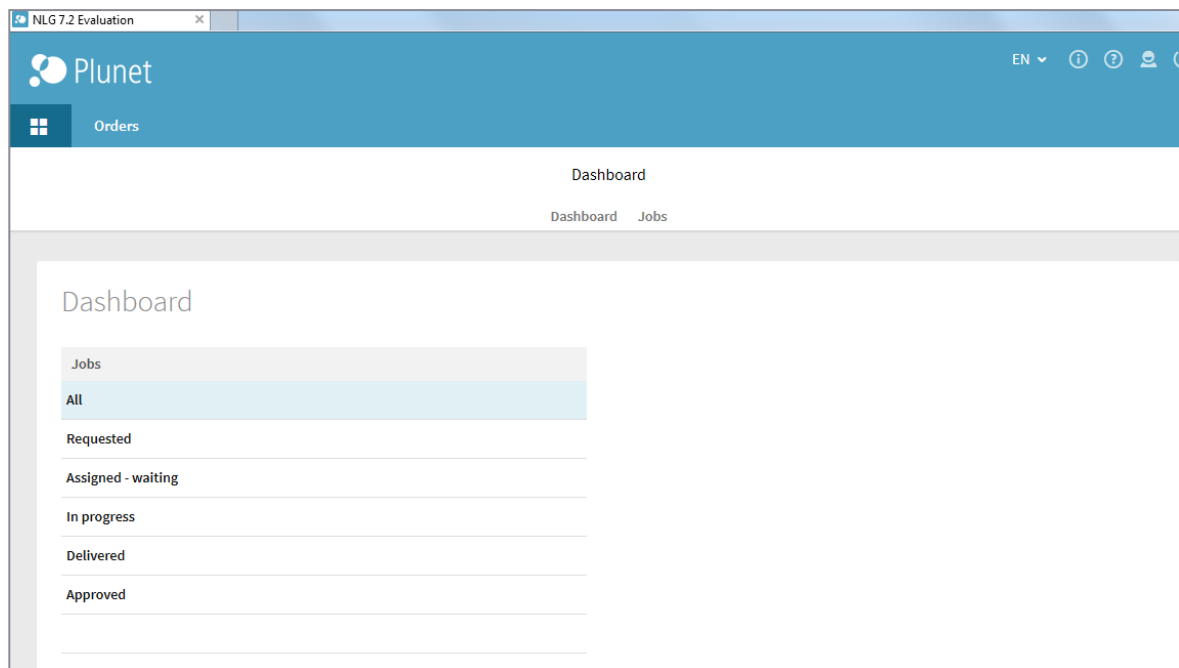 NLG 7.2 Evaluation
Plunet
EN
Orders
Dashboard
Dashboard Jobs
Dashboard
Jobs
All
Requested
Assigned - waiting
In progress
Delivered
Approved